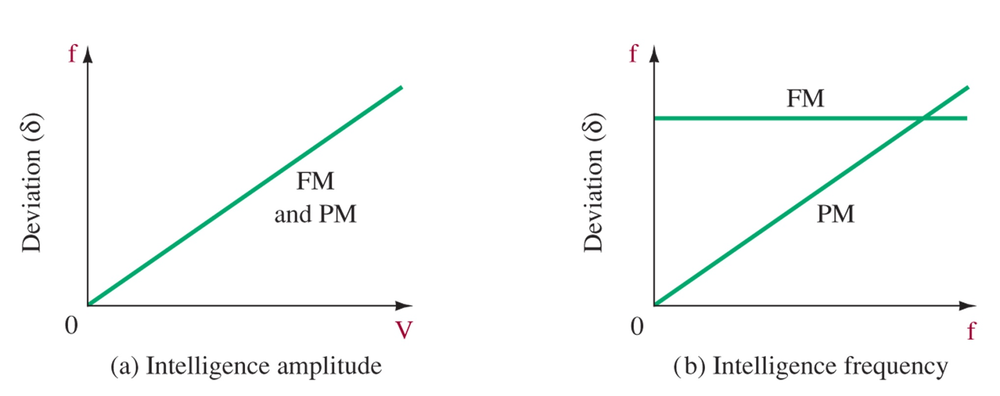 f
Deviation (δ)
FM
and PM
0
V
(a) Intelligence amplitude
f
Deviation (δ)
FM
PM
0
f
(b) Intelligence frequency